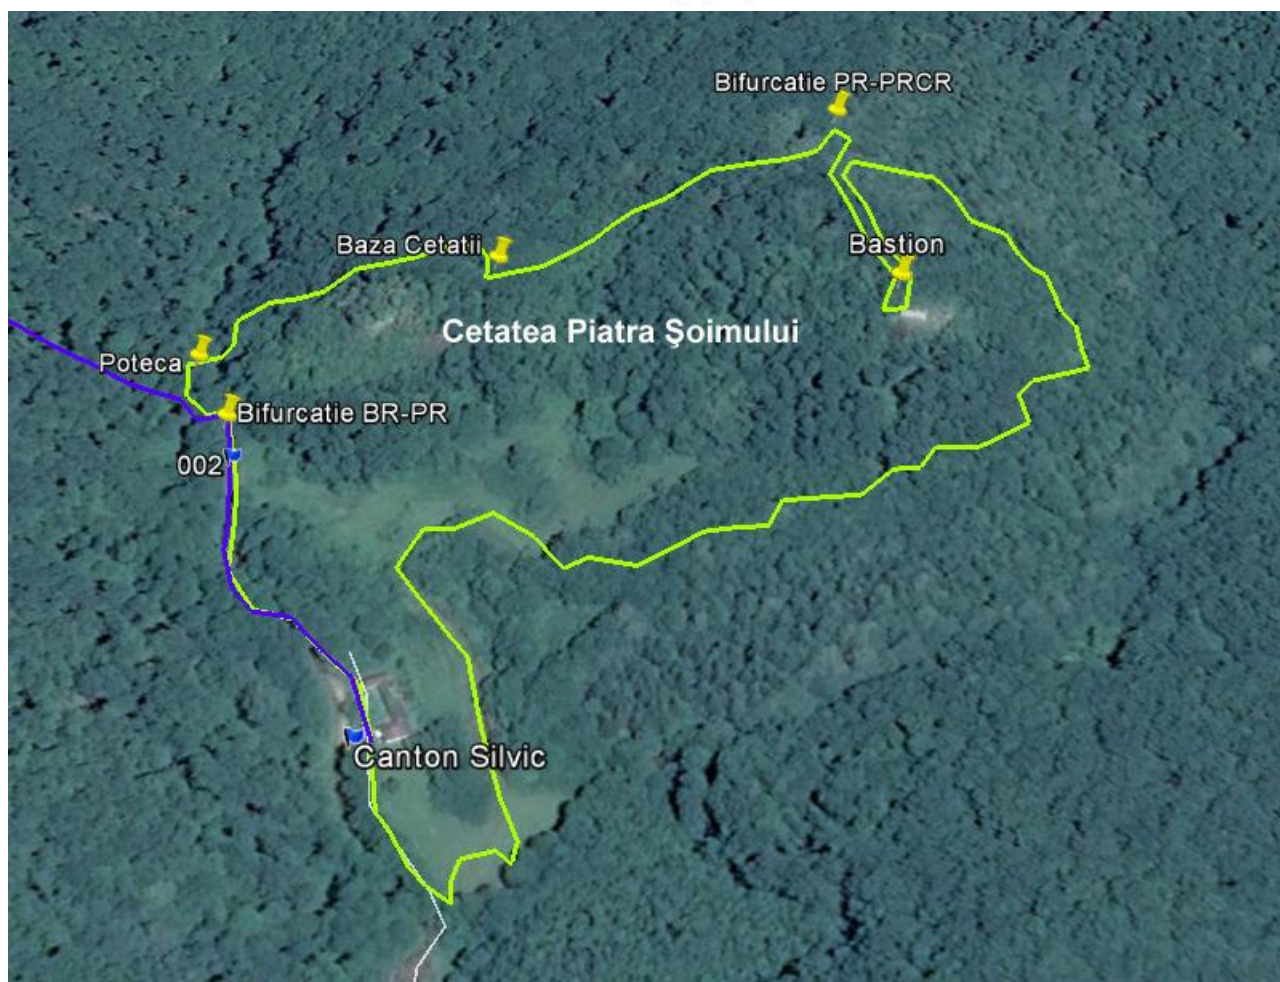 Bifurcatie PR-PRCR
Baza Cetatii
Bastion
Cetatea Piatra Şoimului
Poteca
Bifurcatie BR-PR
002
Canton Silvic